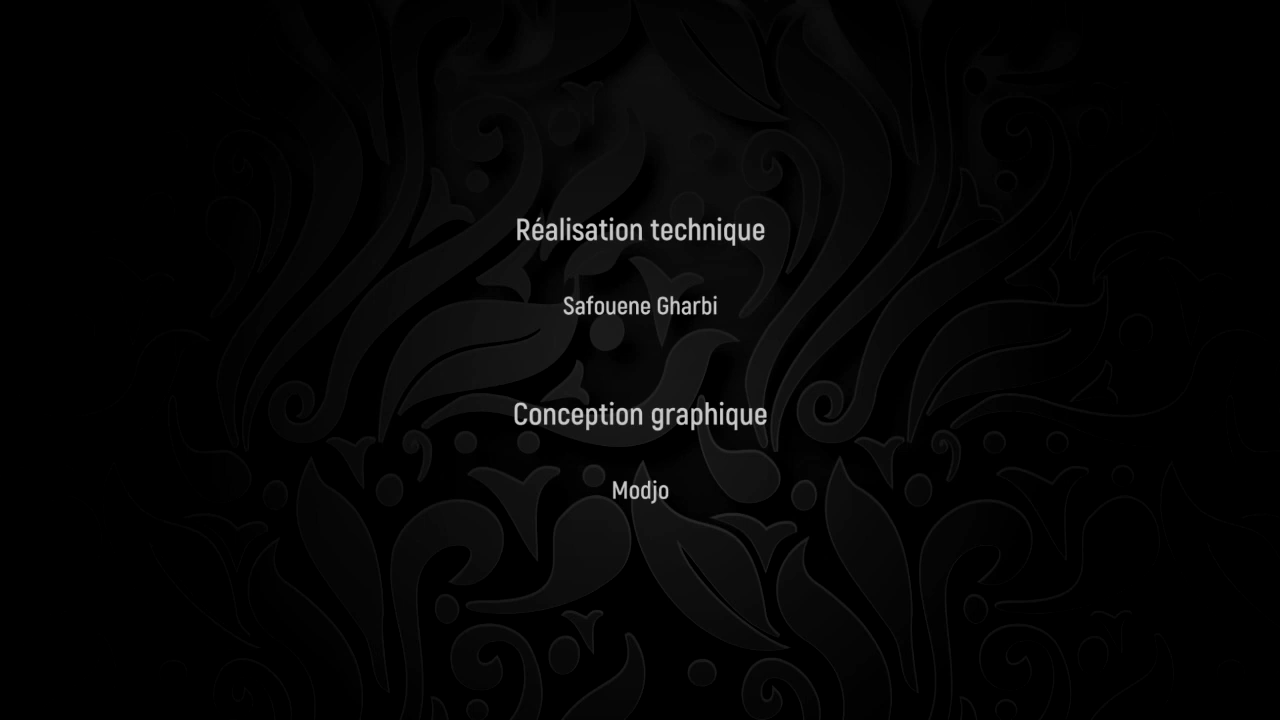 Réalisation technique
Safouene Gharbi
Conception graphique
Modjo